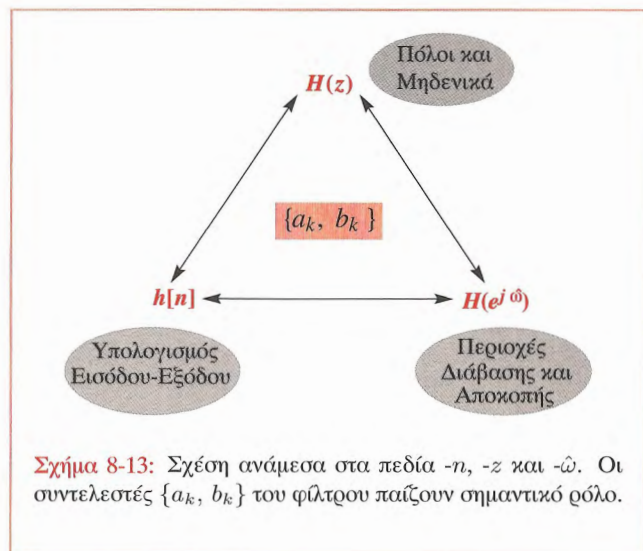 Πόλοι και
Μηδενικά
H(z)
{a_k, b_k}
h[n]
H(e^{j ω̂})
Υπολογισμός
Εισόδου-Εξόδου
Περιοχές
Διάβασης και
Αποκοπής
Σχήμα 8-13: Σχέση ανάμεσα στα πεδία -n, -z και -ω̂. Οι
συντελεστές {a_k, b_k} του φίλτρου παίζουν σημαντικό ρόλο.